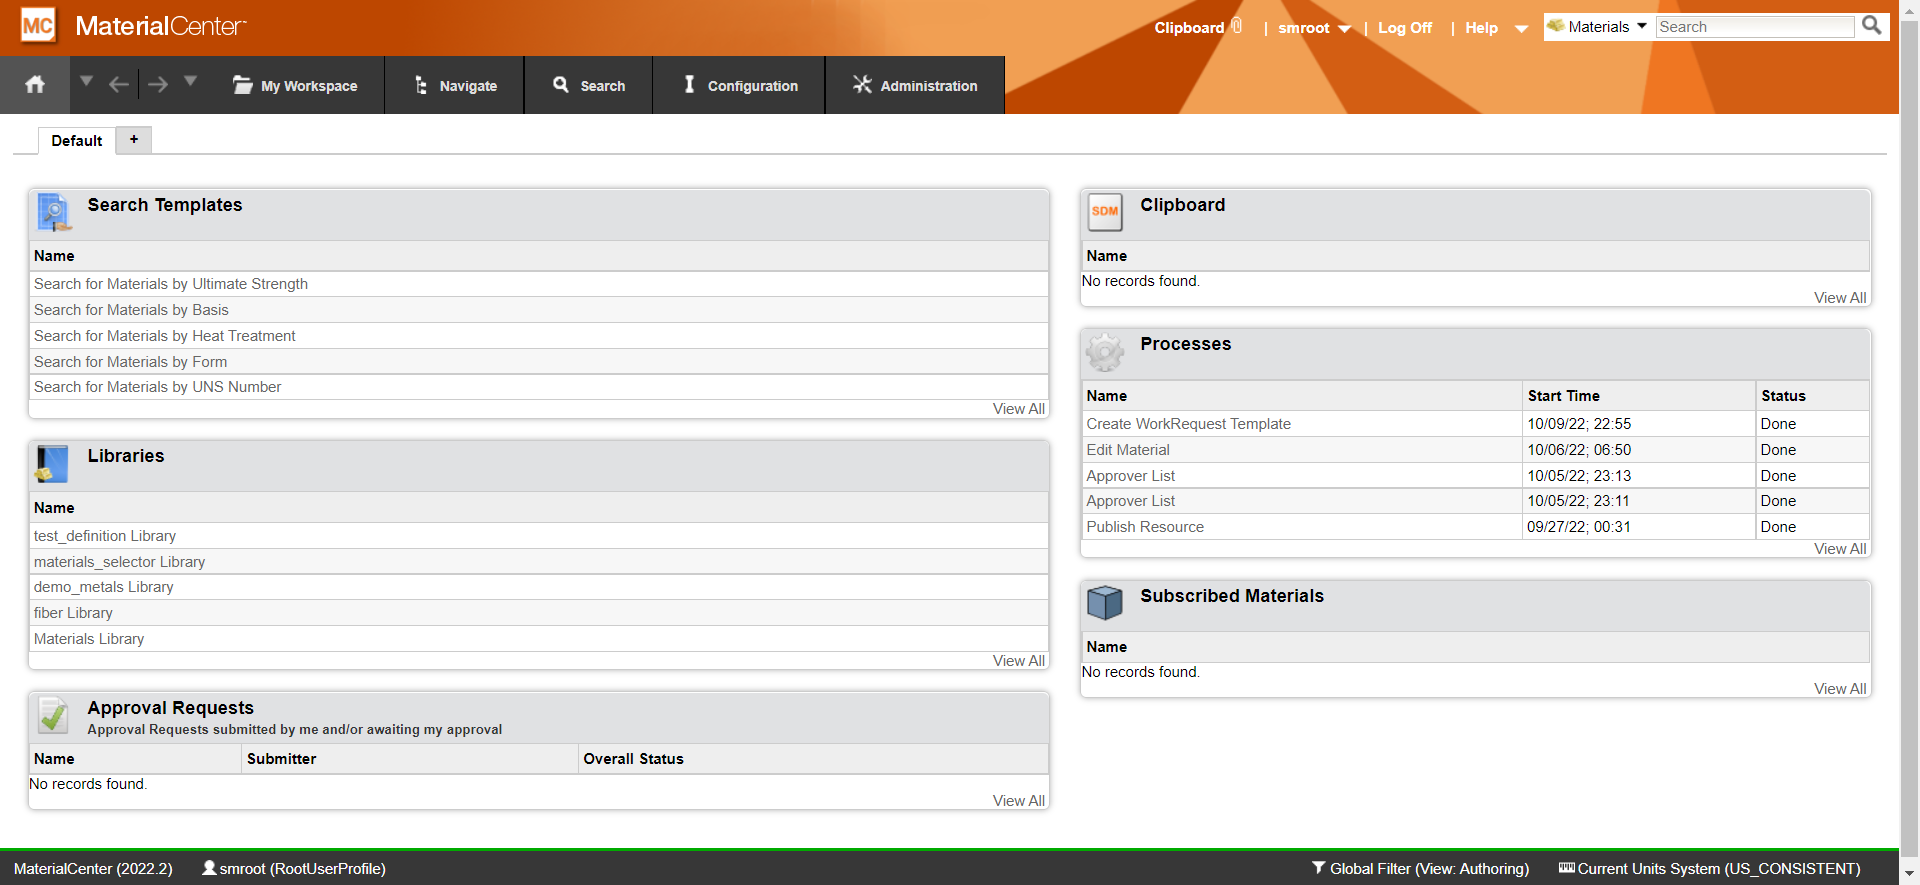 MC MaterialCenter
Clipboard | smroot | Log Off | Help Materials Search
My Workspace Navigate Search Configuration Administration
Default +
Search Templates
Name
Search for Materials by Ultimate Strength
Search for Materials by Basis
Search for Materials by Heat Treatment
Search for Materials by Form
Search for Materials by UNS Number
View All
Libraries
Name
test_definition Library
materials_selector Library
demo_metals Library
fiber Library
Materials Library
View All
Approval Requests
Approval Requests submitted by me and/or awaiting my approval
Name Submitter Overall Status
No records found.
View All
SDM Clipboard
Name
No records found.
View All
Processes
Name Start Time Status
Create WorkRequest Template 10/09/22; 22:55 Done
Edit Material 10/06/22; 06:50 Done
Approver List 10/05/22; 23:13 Done
Approver List 10/05/22; 23:11 Done
Publish Resource 09/27/22; 00:31 Done
View All
Subscribed Materials
Name
No records found.
View All
MaterialCenter (2022.2) smroot (RootUserProfile) Global Filter (View: Authoring) Current Units System (US_CONSISTENT)